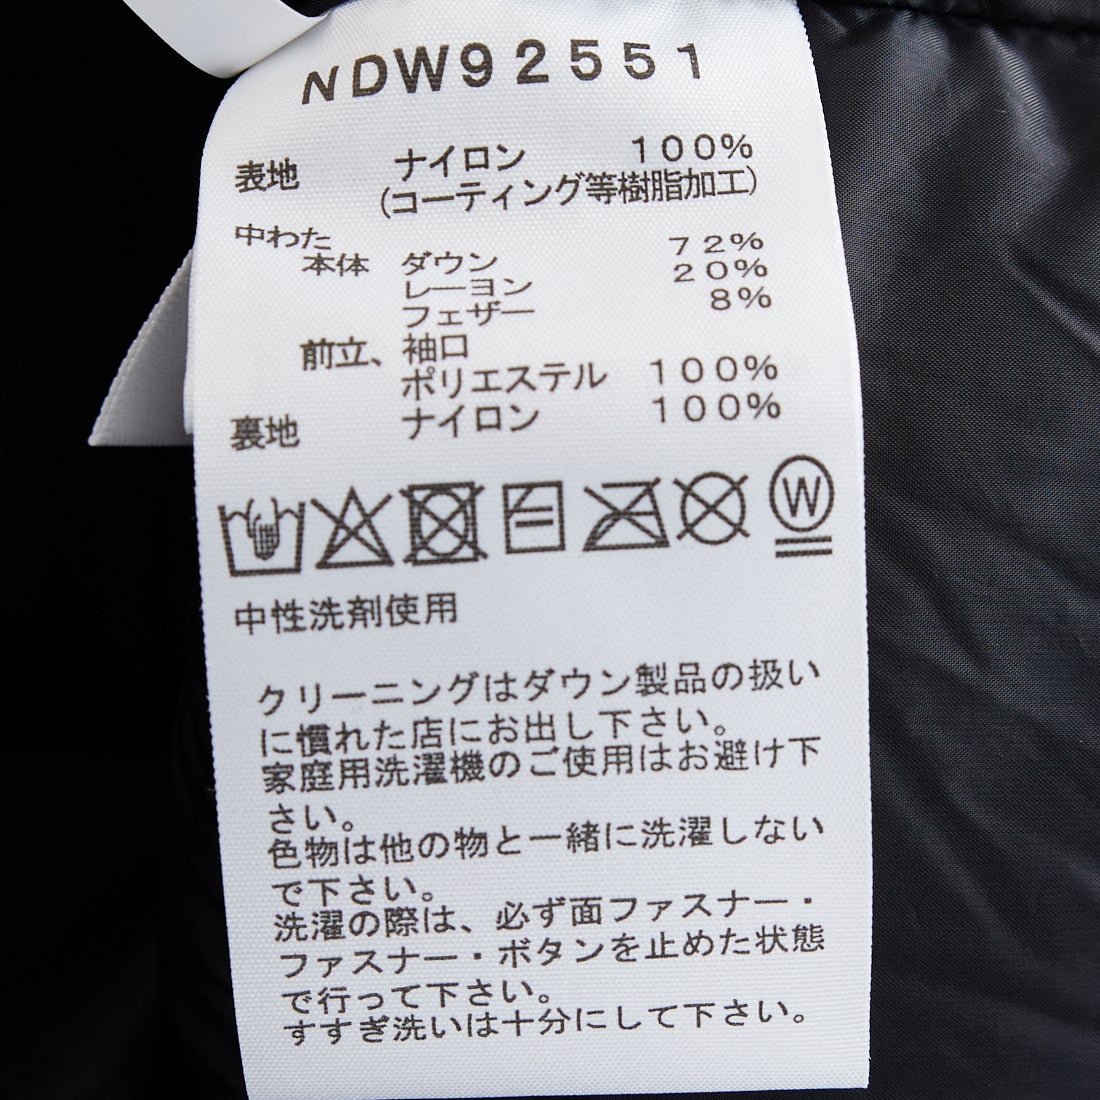 NDW92551
表地 ナイロン 100%
(コーティング等樹脂加工)
中わた
本体 ダウン 72%
レーヨン 20%
フェザー 8%
前立、袖口
ポリエステル 100%
裏地 ナイロン 100%
W
中性洗剤使用
クリーニングはダウン製品の扱い
に慣れた店にお出し下さい。
家庭用洗濯機のご使用はお避け下
さい。
色物は他の物と一緒に洗濯しない
で下さい。
洗濯の際は、必ず面ファスナー・
ファスナー・ボタンを止めた状態
で行って下さい。
すすぎ洗いは十分にして下さい。